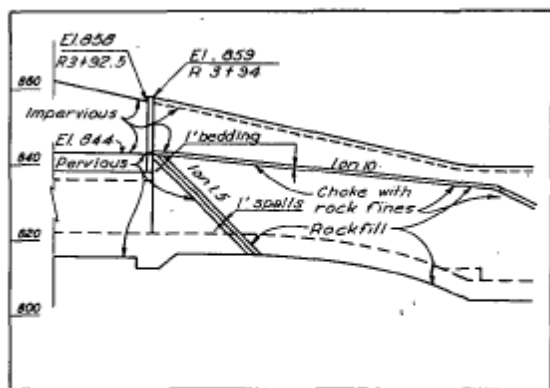 El.858
R3+92.5
El. 859
R 3+94
860
Impervious
El. 844
1' bedding
840
Pervious
1 on 10
1 on 1.5
Choke with
rock fines
1' spalls
820
Rockfill
800